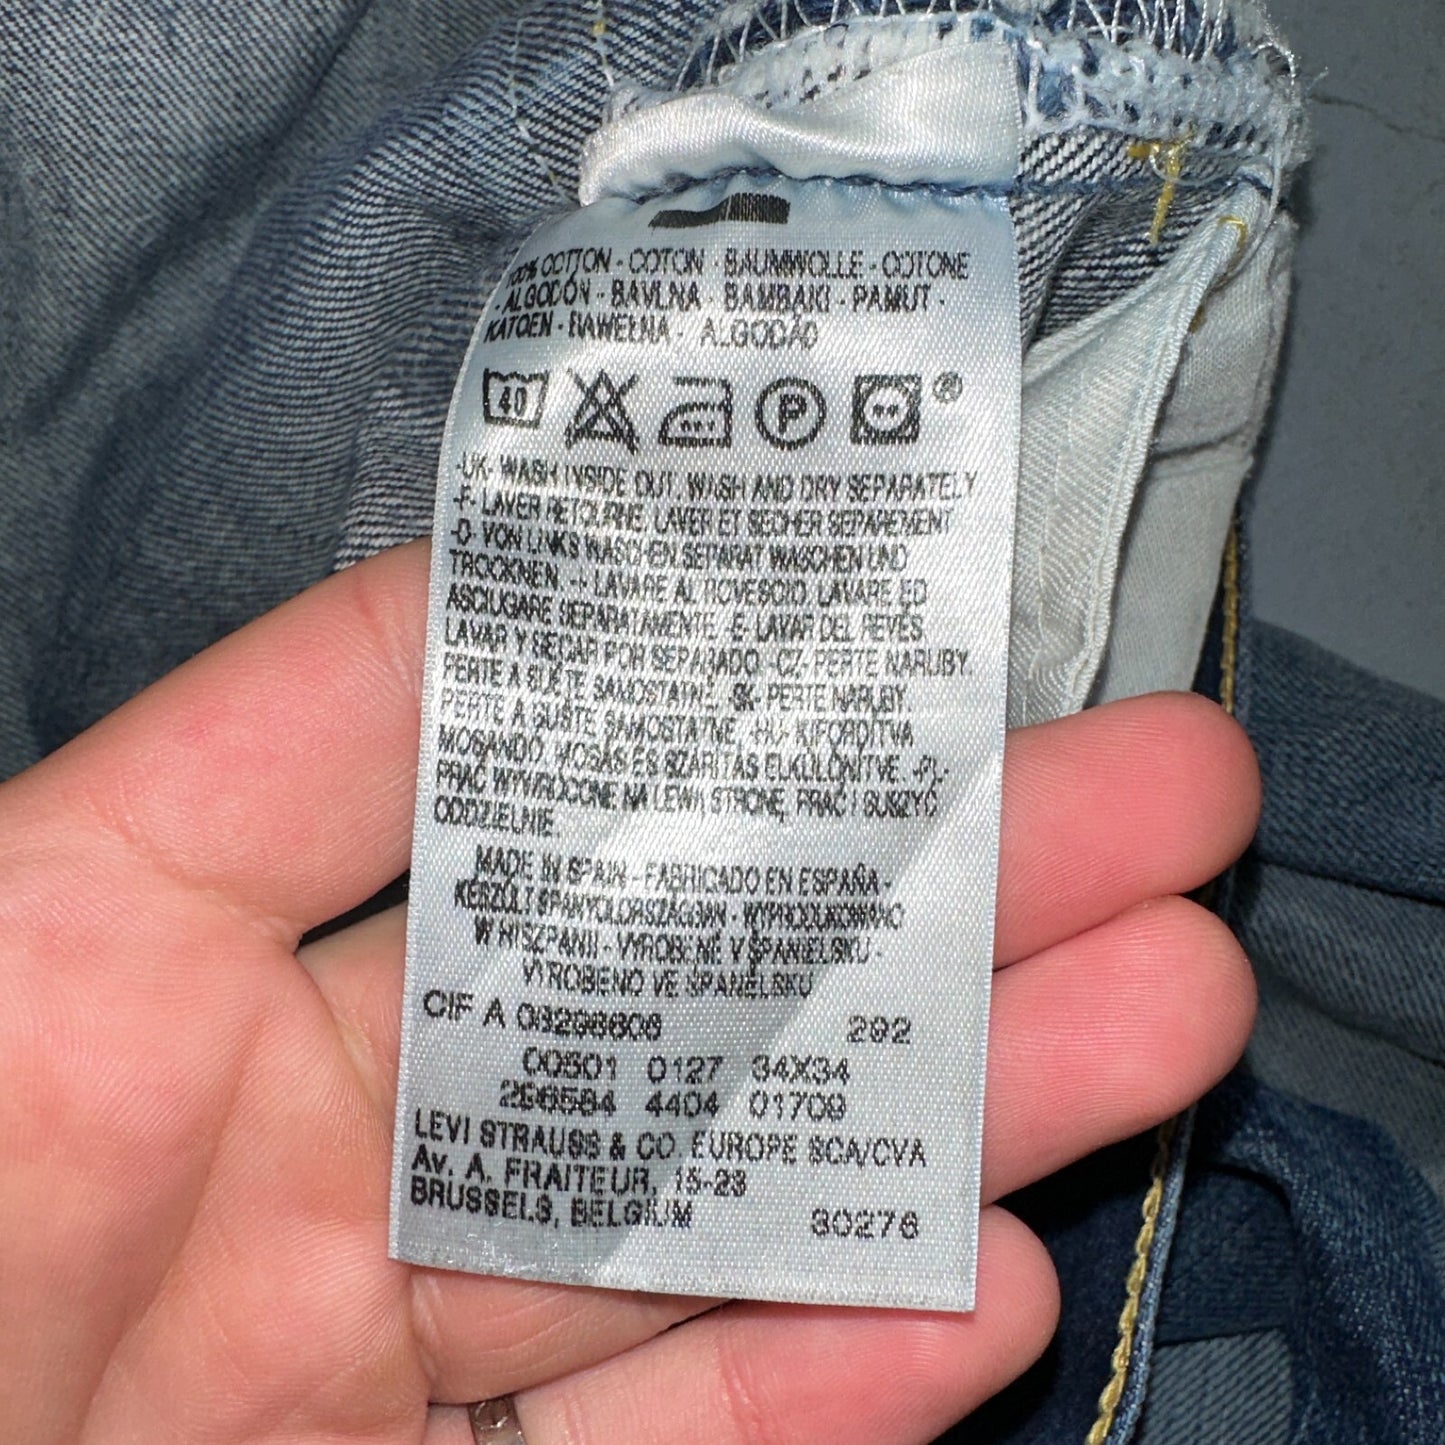 100% COTTON - COTON - BAUMWOLLE - COTONE
- ALGODÓN - BAVLNA - BAMBAKI - PAMUT -
KATOEN - BAWEŁNA - ALGODÃO
40 P ®
-UK- WASH INSIDE OUT. WASH AND DRY SEPARATELY
-F- LAVER RETOURNE. LAVER ET SECHER SEPAREMENT
-D- VON LINKS WASCHEN. SEPARAT WASCHEN UND
TROCKNEN. -I- LAVARE AL ROVESCIO. LAVARE ED
ASCIUGARE SEPARATAMENTE -E- LAVAR DEL REVÉS.
LAVAR Y SECAR POR SEPARADO. -CZ- PERTE NARUBY.
PERTE A SUŠTE SAMOSTATNĚ. -SK- PERTE NARUBY.
PERTE A SUŠTE SAMOSTATNE. -HU- KIFORDÍTVA
MOSANDÓ. MOSÁS ÉS SZÁRÍTÁS ELKÜLÖNÍTVE. -PL-
PRAĆ WYWRÓCONE NA LEWĄ STRONĘ, PRAĆ I SUSZYĆ
ODDZIELNIE.
MADE IN SPAIN - FABRICADO EN ESPAÑA -
KÉSZÜLT SPANYOLORSZÁGBAN - WYPRODUKOWANO
W HISZPANII - VYROBENÉ V ŠPANIELSKU -
VYROBENO VE ŠPANĚLSKU
CIF A 08296606 292
00501 0127 34X34
296584 4404 01709
LEVI STRAUSS & CO. EUROPE SCA/CVA
Av. A. FRAITEUR, 15-23
BRUSSELS, BELGIUM 30276